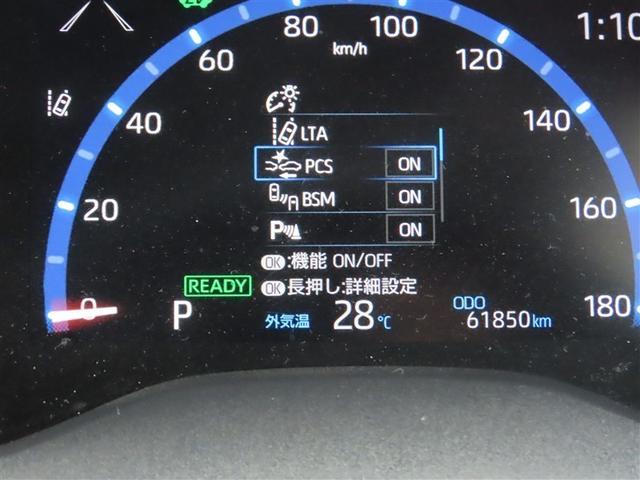 80
100
1:10
km/h
60
120
40
140
LTA
PCS ON
BSM ON
20
160
P ON
OK:機能 ON/OFF
READY
OK長押し:詳細設定
0
P
外気温 28℃
ODO
61850km
180